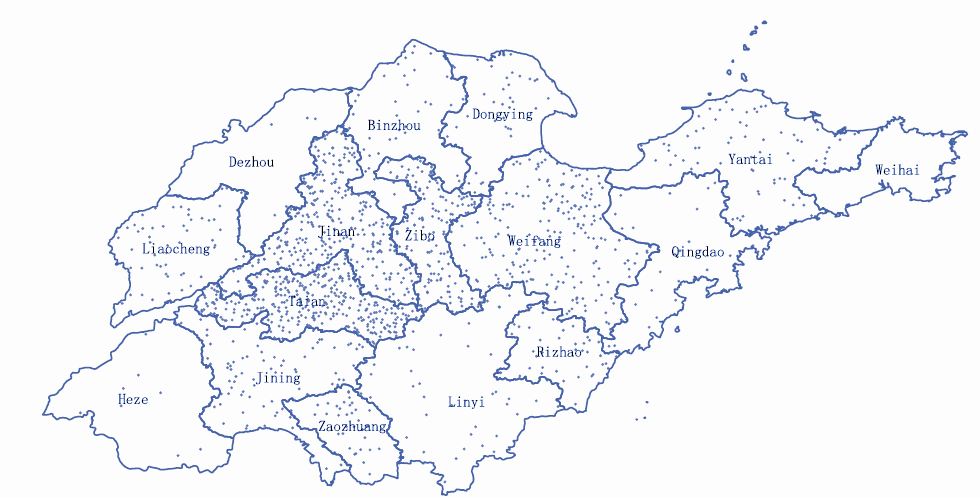 Dongying
Binzhou
Dezhou
Yantai
Weihai
Jinan
Zibo
Weifang
Liaocheng
Qingdao
Taian
Rizhao
Jining
Heze
Linyi
Zaozhuang